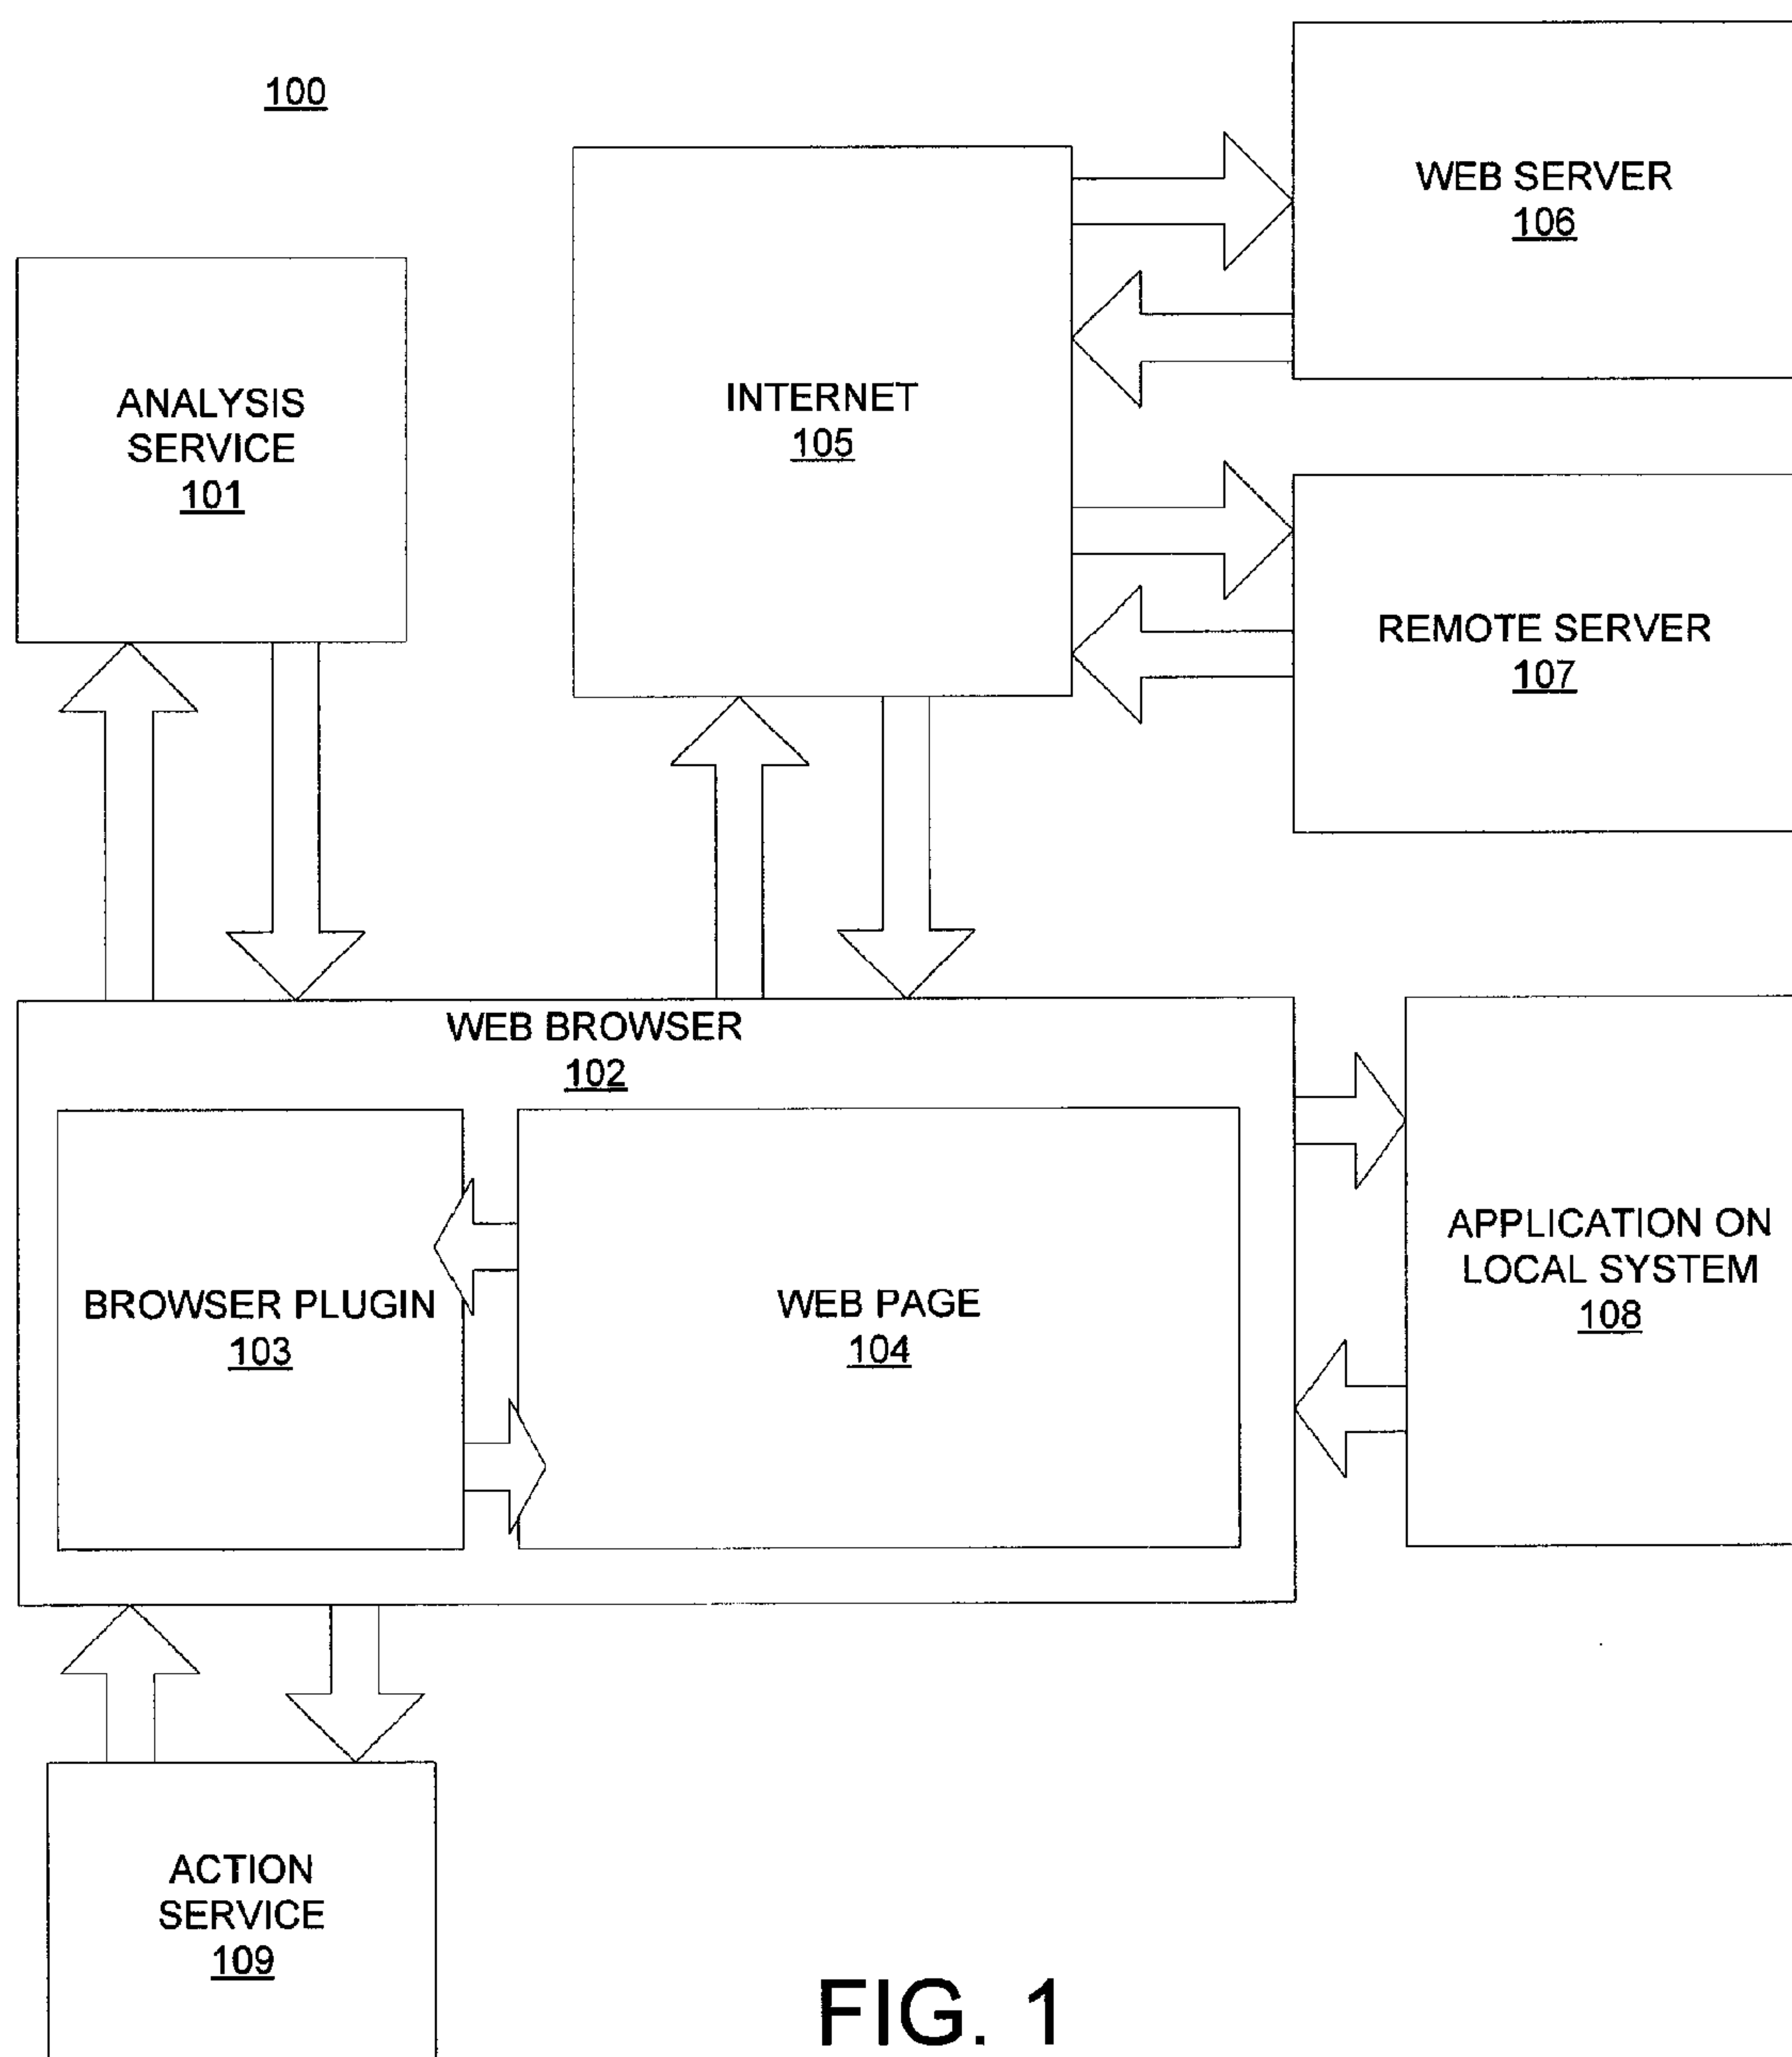 100
WEB SERVER
106
ANALYSIS
SERVICE
101
INTERNET
105
REMOTE SERVER
107
WEB BROWSER
102
BROWSER PLUGIN
103
WEB PAGE
104
APPLICATION ON
LOCAL SYSTEM
108
ACTION
SERVICE
109
FIG. 1